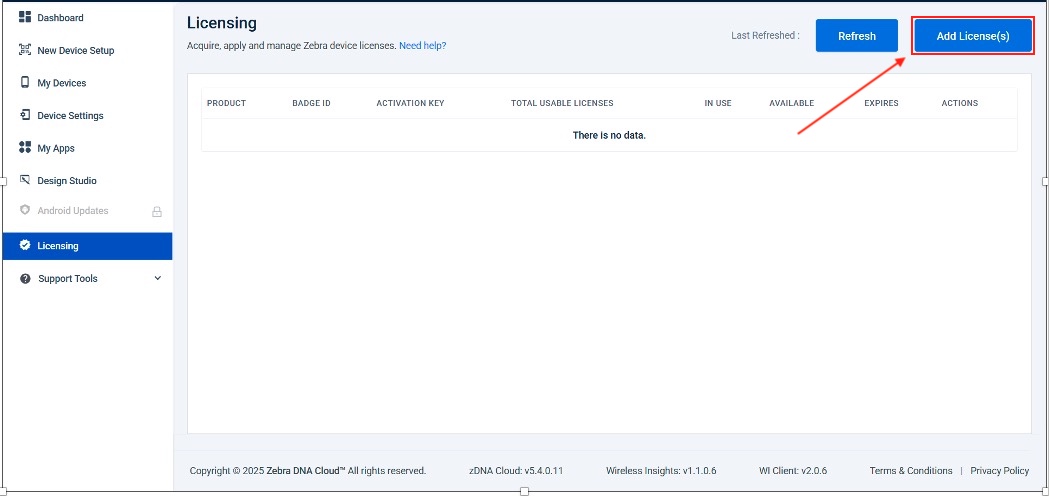 Dashboard
New Device Setup
My Devices
Device Settings
My Apps
Design Studio
Android Updates
Licensing
Support Tools
Licensing
Acquire, apply and manage Zebra device licenses. Need help?
Last Refreshed :
Refresh
Add License(s)
PRODUCT BADGE ID ACTIVATION KEY TOTAL USABLE LICENSES IN USE AVAILABLE EXPIRES ACTIONS
There is no data.
Copyright © 2025 Zebra DNA Cloud™ All rights reserved. zDNA Cloud: v5.4.0.11 Wireless Insights: v1.1.0.6 WI Client: v2.0.6 Terms & Conditions | Privacy Policy